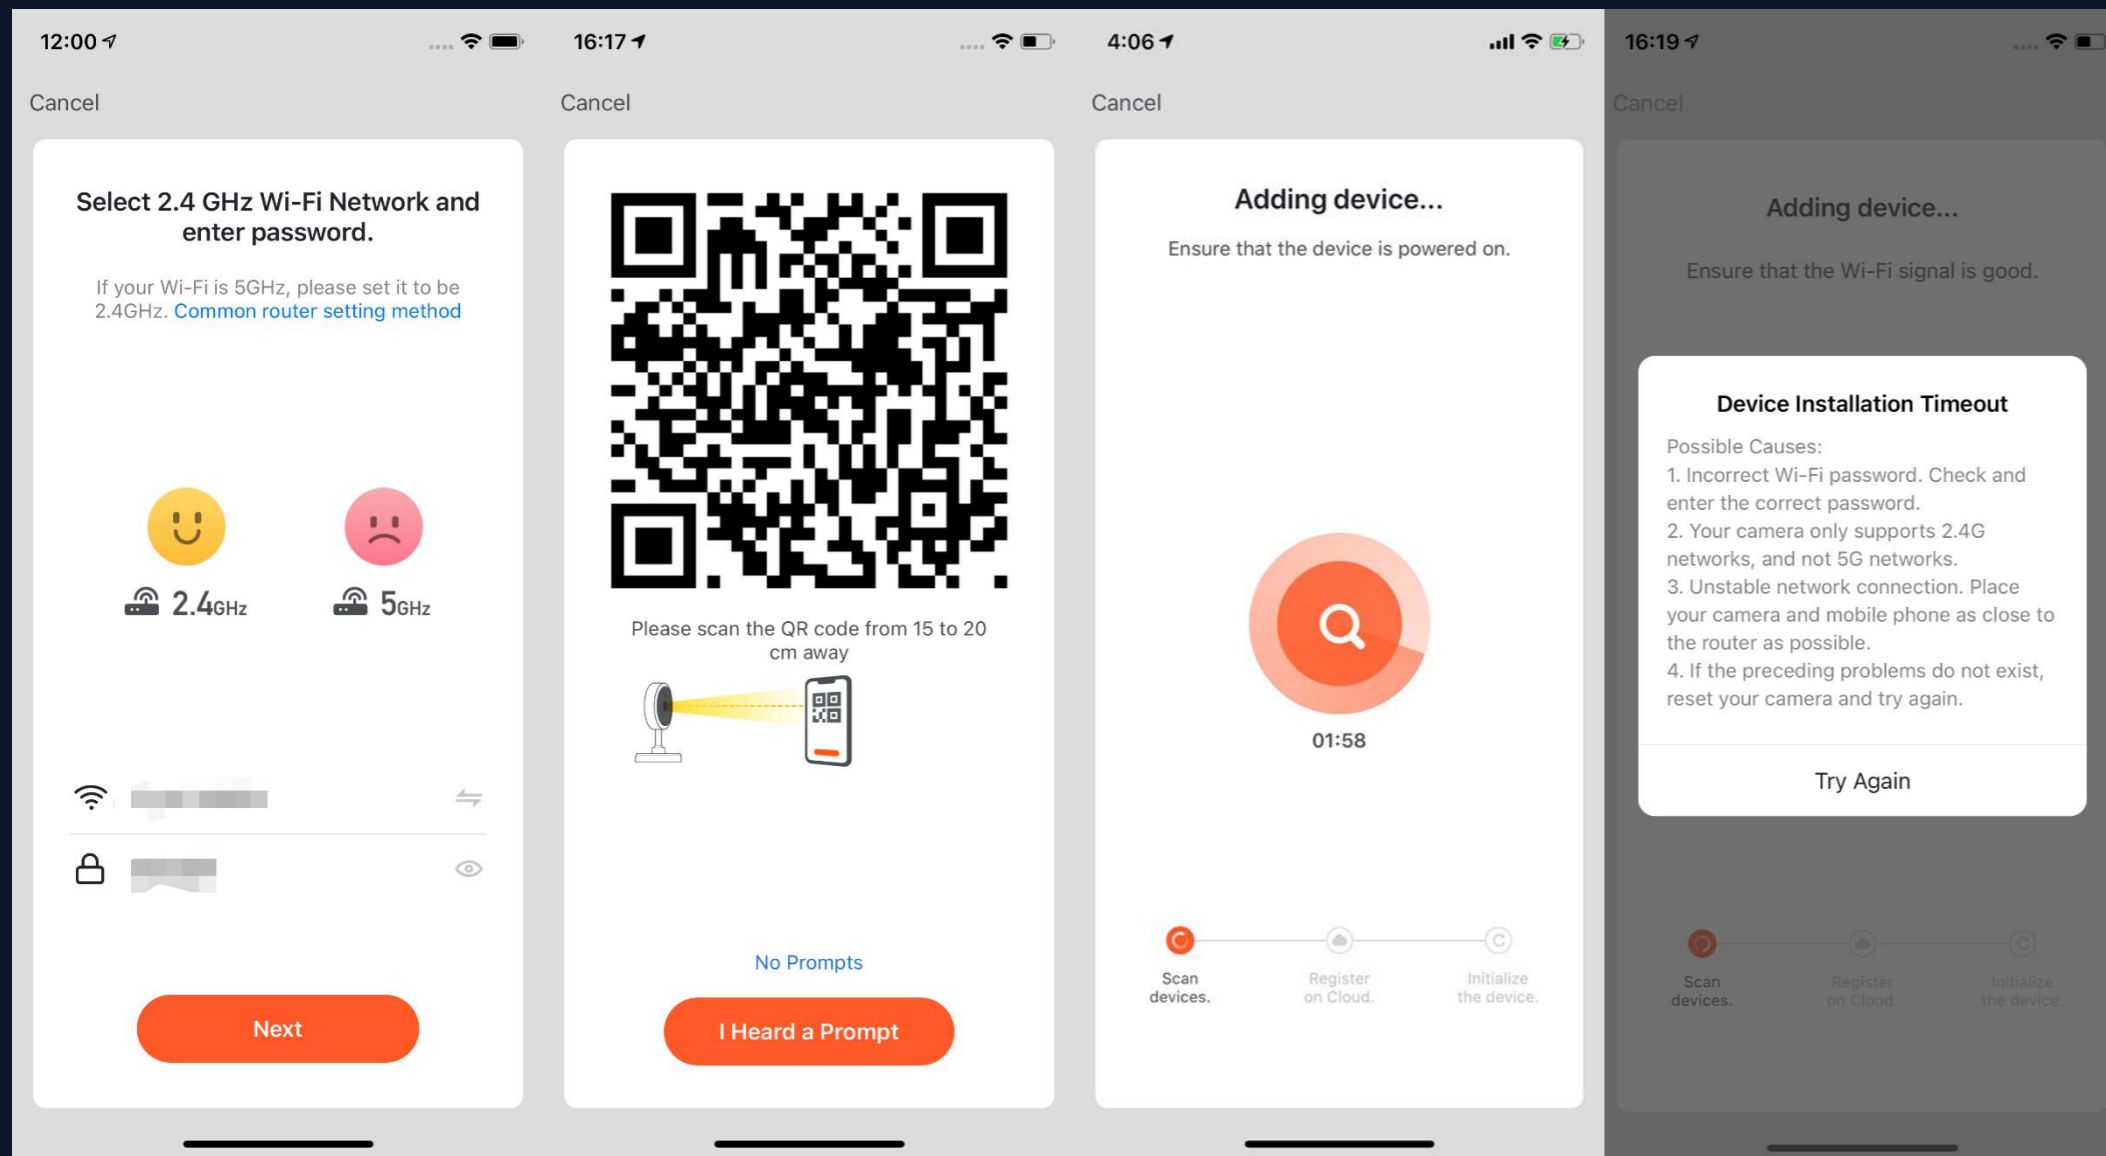 12:00
Cancel
Select 2.4 GHz Wi-Fi Network and
enter password.
If your Wi-Fi is 5GHz, please set it to be
2.4GHz. Common router setting method
2.4GHz
5GHz
Next
16:17
Cancel
Please scan the QR code from 15 to 20
cm away
No Prompts
I Heard a Prompt
4:06
Cancel
Adding device...
Ensure that the device is powered on.
01:58
Scan
devices.
Register
on Cloud.
Initialize
the device.
16:19
Cancel
Adding device...
Ensure that the Wi-Fi signal is good.
Device Installation Timeout
Possible Causes:
1. Incorrect Wi-Fi password. Check and
enter the correct password.
2. Your camera only supports 2.4G
networks, and not 5G networks.
3. Unstable network connection. Place
your camera and mobile phone as close to
the router as possible.
4. If the preceding problems do not exist,
reset your camera and try again.
Try Again
Scan
devices.
Register
on Cloud.
Initialize
the device.